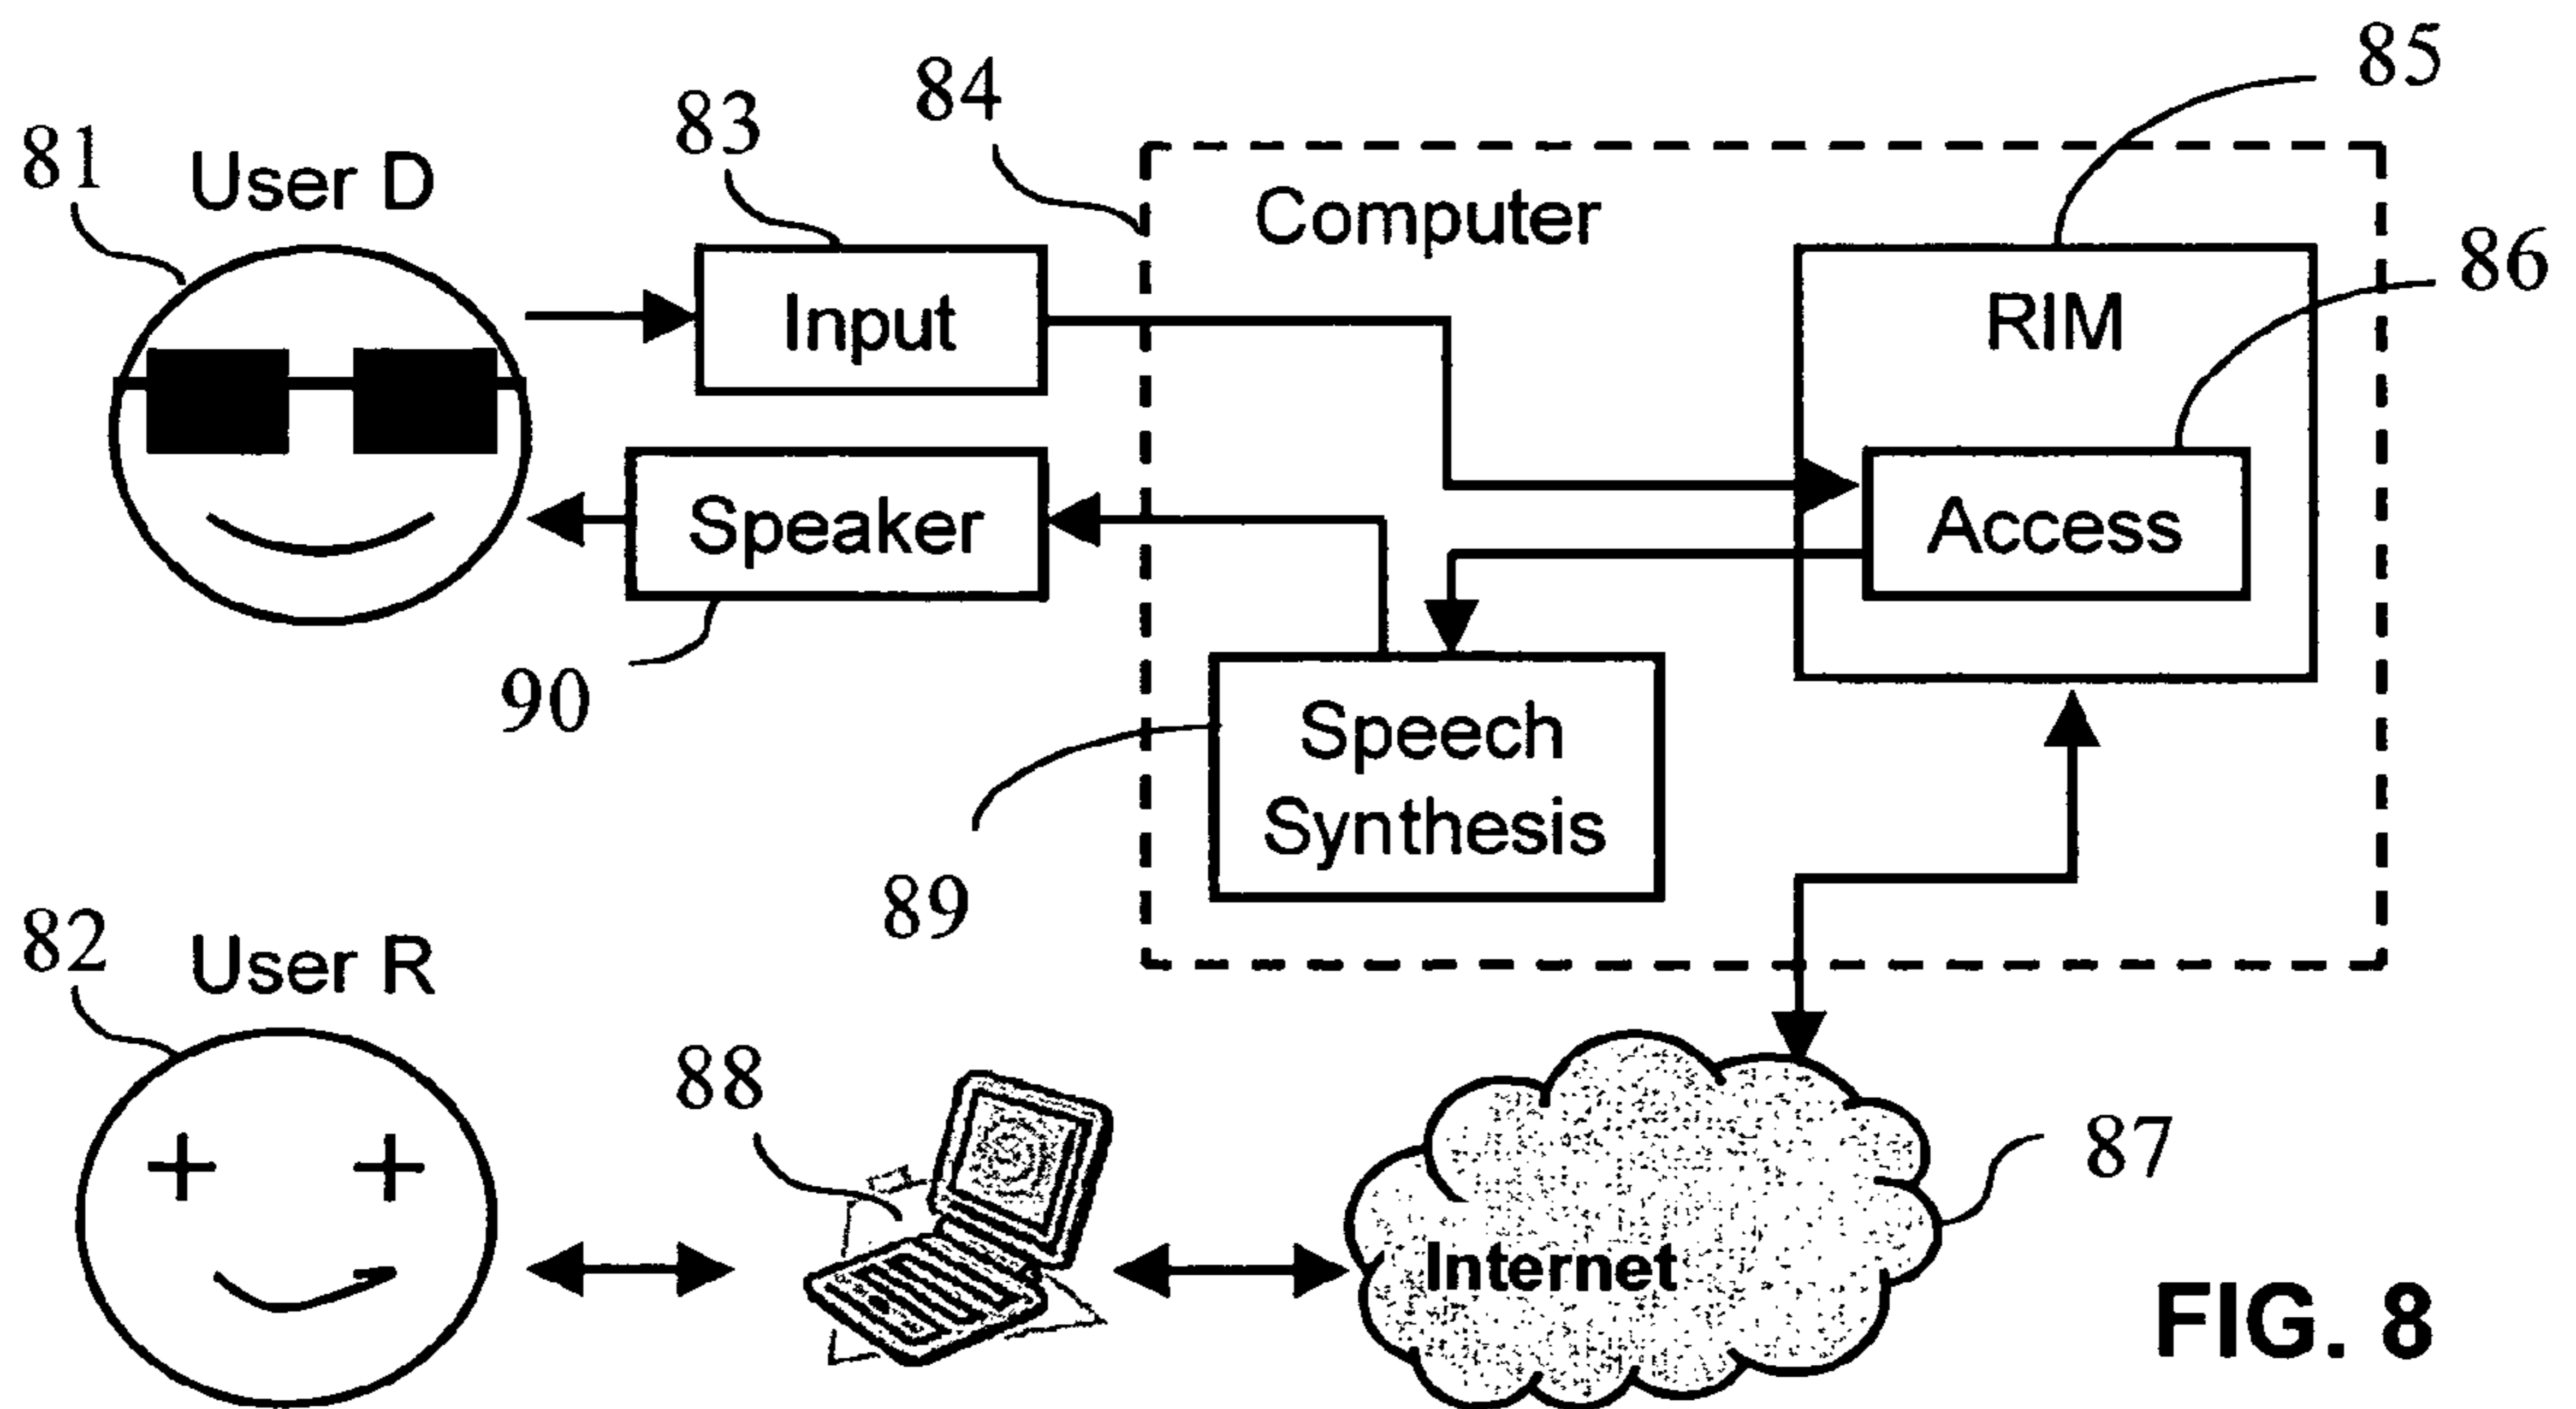 85
84
83
81
User D
Computer
86
RIM
Input
Access
Speaker
90
Speech
Synthesis
89
82
User R
88
87
Internet
FIG. 8